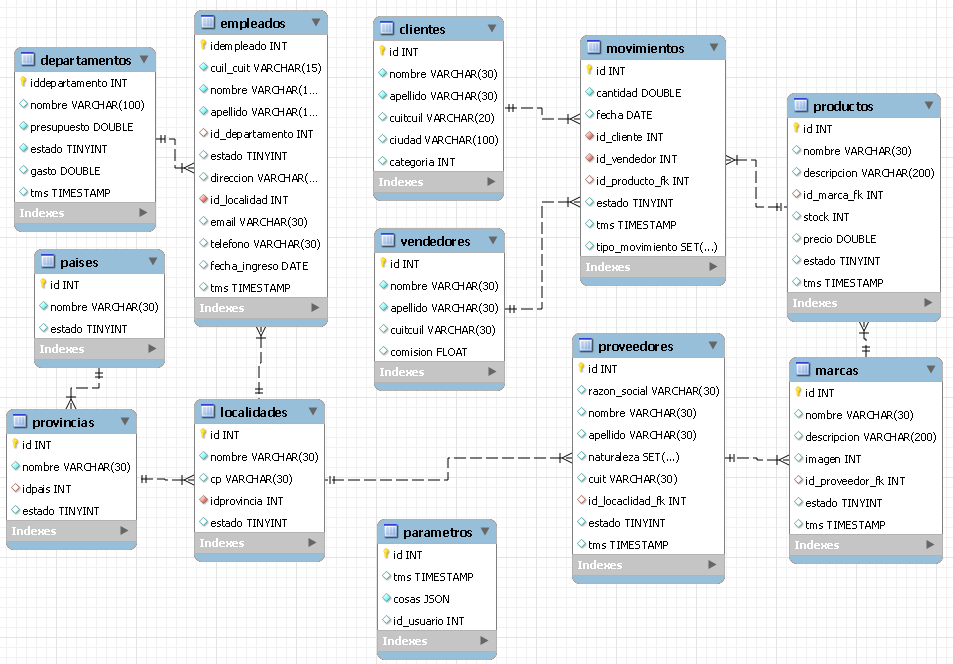 departamentos
iddepartamento INT
nombre VARCHAR(100)
presupuesto DOUBLE
estado TINYINT
gasto DOUBLE
tms TIMESTAMP
Indexes
empleados
idempleado INT
cuil_cuit VARCHAR(15)
nombre VARCHAR(1...
apellido VARCHAR(1...
id_departamento INT
estado TINYINT
direccion VARCHAR(...
id_localidad INT
email VARCHAR(30)
telefono VARCHAR(30)
fecha_ingreso DATE
tms TIMESTAMP
Indexes
clientes
id INT
nombre VARCHAR(30)
apellido VARCHAR(30)
cuitcuil VARCHAR(20)
ciudad VARCHAR(100)
categoria INT
Indexes
movimientos
id INT
cantidad DOUBLE
fecha DATE
id_cliente INT
id_vendedor INT
id_producto_fk INT
estado TINYINT
tms TIMESTAMP
tipo_movimiento SET(...)
Indexes
productos
id INT
nombre VARCHAR(30)
descripcion VARCHAR(200)
id_marca_fk INT
stock INT
precio DOUBLE
estado TINYINT
tms TIMESTAMP
Indexes
paises
id INT
nombre VARCHAR(30)
estado TINYINT
Indexes
vendedores
id INT
nombre VARCHAR(30)
apellido VARCHAR(30)
cuitcuil VARCHAR(30)
comision FLOAT
Indexes
provincias
id INT
nombre VARCHAR(30)
idpais INT
estado TINYINT
Indexes
localidades
id INT
nombre VARCHAR(30)
cp VARCHAR(30)
idprovincia INT
estado TINYINT
Indexes
proveedores
id INT
razon_social VARCHAR(30)
nombre VARCHAR(30)
apellido VARCHAR(30)
naturaleza SET(...)
cuit VARCHAR(30)
id_locaclidad_fk INT
estado TINYINT
tms TIMESTAMP
Indexes
marcas
id INT
nombre VARCHAR(30)
descripcion VARCHAR(200)
imagen INT
id_proveedor_fk INT
estado TINYINT
tms TIMESTAMP
Indexes
parametros
id INT
tms TIMESTAMP
cosas JSON
id_usuario INT
Indexes